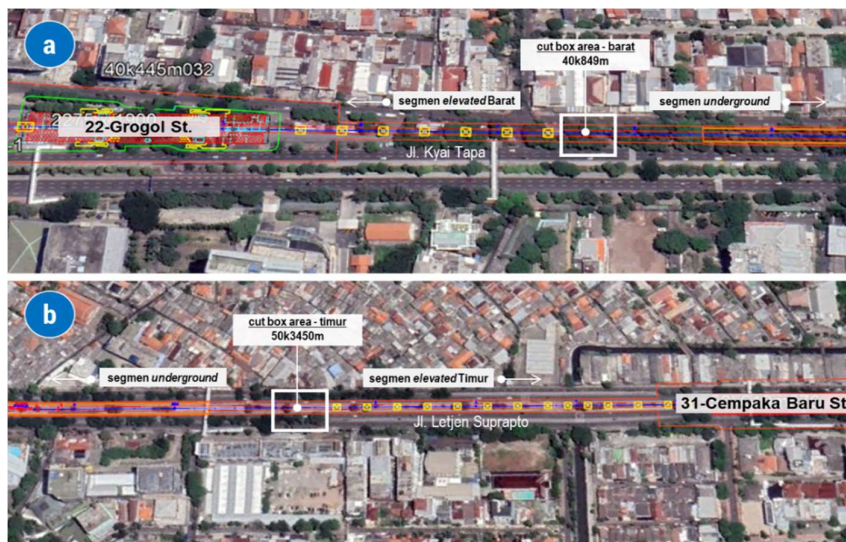 a
40k445m032
cut box area - barat
40k849m
segmen elevated Barat
segmen underground
22-Grogol St.
1
Jl. Kyai Tapa
b
cut box area - timur
50k3450m
segmen underground
segmen elevated Timur
31-Cempaka Baru St
Jl. Letjen Suprapto